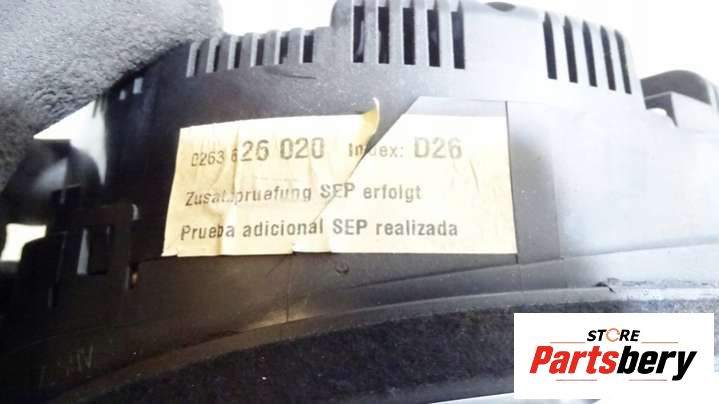 0263 626 020 Index: D26
Zusatzpruefung SEP erfolgt
Prueba adicional SEP realizada
STORE
Partsbery